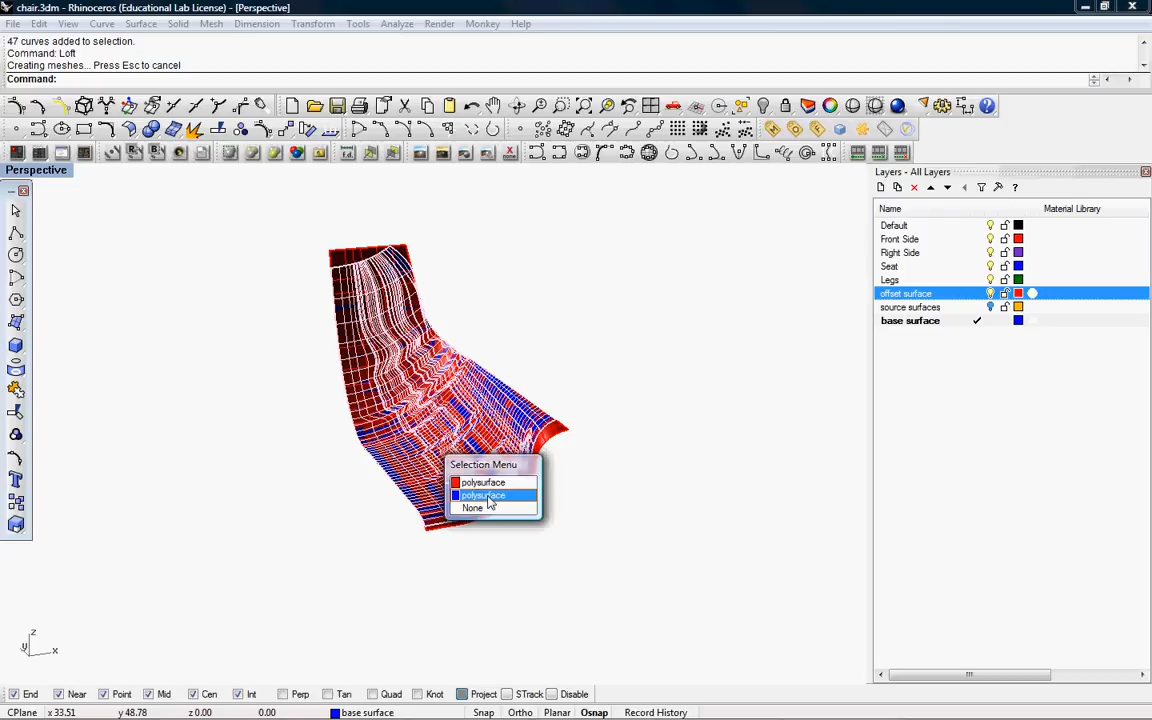 chair.3dm - Rhinoceros (Educational Lab License) - [Perspective]
File Edit View Curve Surface Solid Mesh Dimension Transform Tools Analyze Render Monkey Help
47 curves added to selection.
Command: Loft
Creating meshes... Press Esc to cancel
Command:
Perspective
Layers - All Layers
Name Material Library
Default
Front Side
Right Side
Seat
Legs
offset surface
source surfaces
base surface
Selection Menu
polysurface
polysurface
None
z
y x
End Near Point Mid Cen Int Perp Tan Quad Knot Project STrack Disable
CPlane x 33.51 y 48.78 z 0.00 0.00 base surface Snap Ortho Planar Osnap Record History